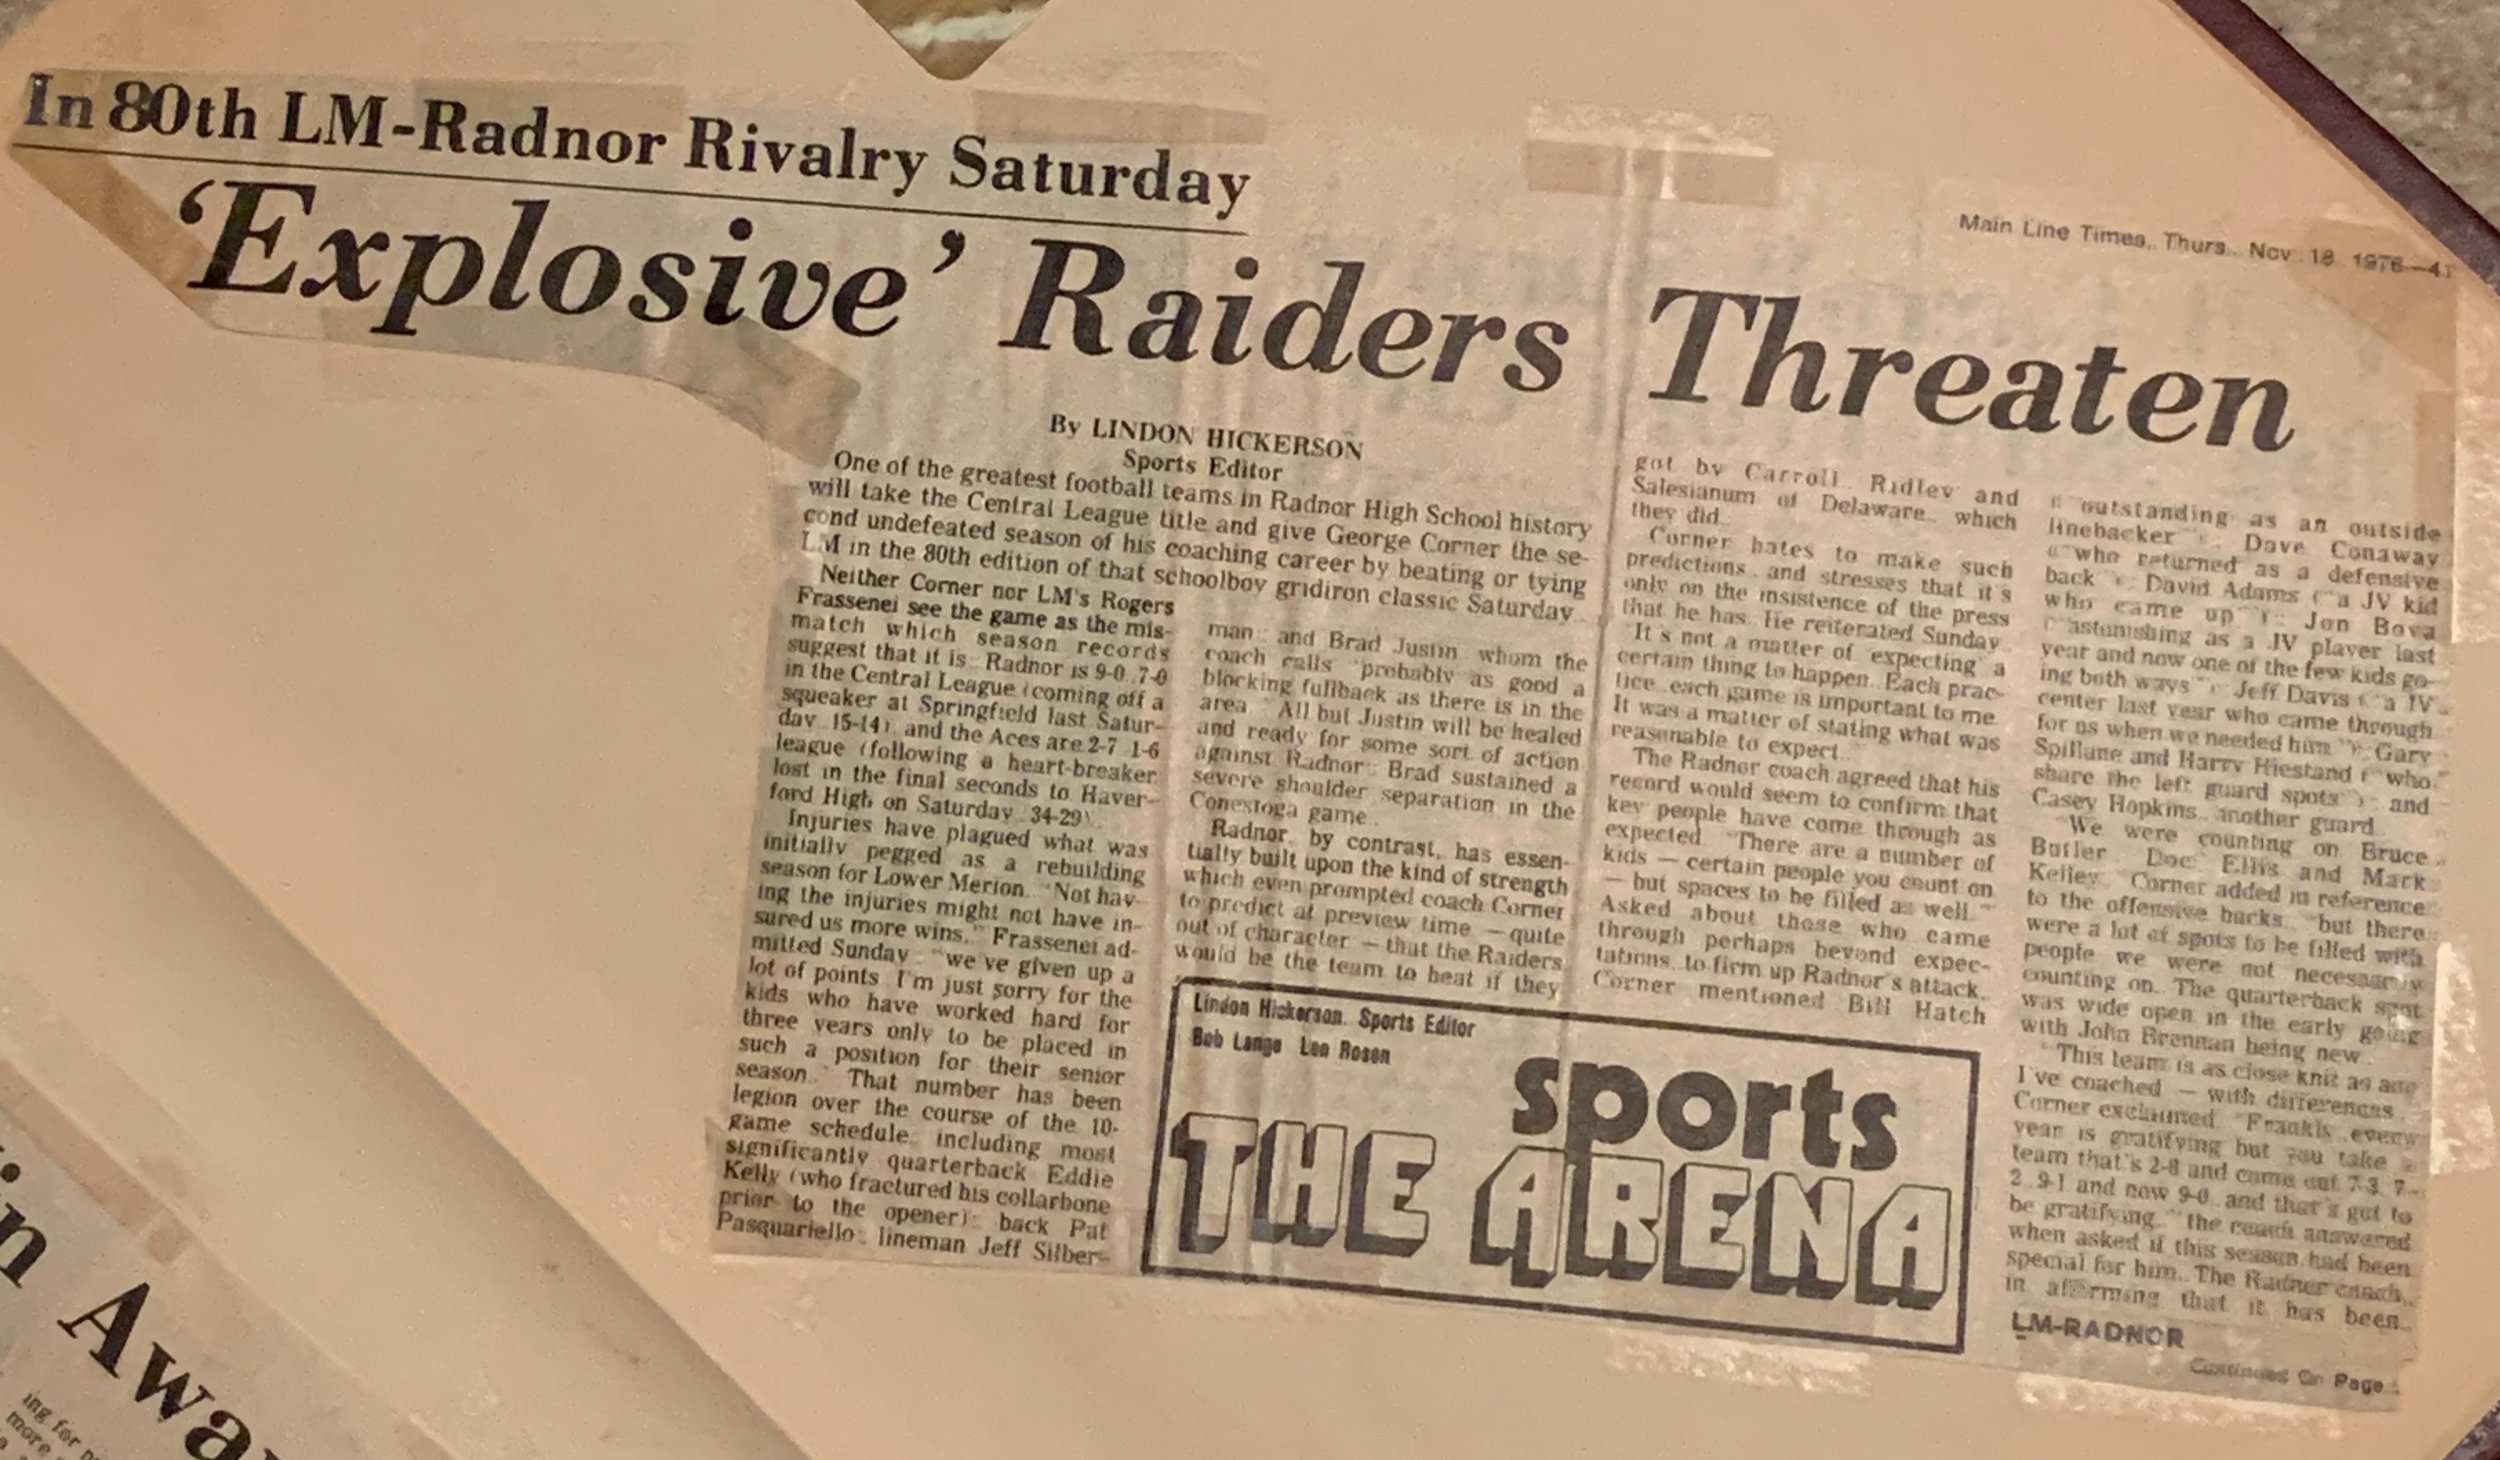 In 80th LM-Radnor Rivalry Saturday
'Explosive' Raiders Threaten
Main Line Times, Thurs., Nov. 18, 1976—41
By LINDON HICKERSON
Sports Editor
One of the greatest football teams in Radnor High School history
will take the Central League title and give George Corner the se-
cond undefeated season of his coaching career by beating or tying
LM in the 80th edition of that schoolboy gridiron classic Saturday.
Neither Corner nor LM's Rogers
Frassenei see the game as the mis-
match which season records
suggest that it is. Radnor is 9-0, 7-0
in the Central League (coming off a
squeaker at Springfield last Satur-
day, 15-14), and the Aces are 2-7, 1-6
league (following a heart-breaker
lost in the final seconds to Haver-
ford High on Saturday, 34-29).
Injuries have plagued what was
initially pegged as a rebuilding
season for Lower Merion. "Not hav-
ing the injuries might not have in-
sured us more wins," Frassenei ad-
mitted Sunday; "we've given up a
lot of points. I'm just sorry for the
kids who have worked hard for
three years only to be placed in
such a position for their senior
season." That number has been
legion over the course of the 10-
game schedule, including most
significantly quarterback Eddie
Kelly (who fractured his collarbone
prior to the opener); back Pat
Pasquariello; lineman Jeff Silber-
man; and Brad Justin, whom the
coach calls "probably as good a
blocking fullback as there is in the
area." All but Justin will be healed
and ready for some sort of action
against Radnor; Brad sustained a
severe shoulder separation in the
Conestoga game.
Radnor, by contrast, has essen-
tially built upon the kind of strength
which even prompted coach Corner
to predict at preview time — quite
out of character — that the Raiders
would be the team to beat if they
Lindon Hickerson, Sports Editor
Bob Lange Len Rosen
sports
THE ARENA
got by Carroll, Ridley and
Salesianum of Delaware, which
they did.
Corner hates to make such
predictions, and stresses that it's
only on the insistence of the press
that he has. He reiterated Sunday,
"It's not a matter of 'expecting' a
certain thing to happen. Each prac-
tice, each game is important to me.
It was a matter of stating what was
reasonable to expect."
The Radnor coach agreed that his
record would seem to confirm that
key people have come through as
expected. "There are a number of
kids — certain people you count on
— but spaces to be filled as well."
Asked about those who came
through perhaps beyond expec-
tations, to firm up Radnor's attack,
Corner mentioned Bill Hatch
("outstanding as an outside
linebacker"); Dave Conaway
("who returned as a defensive
back"); David Adams ("a JV kid
who came up"); Jon Bova
("astonishing as a JV player last
year and now one of the few kids go-
ing both ways"); Jeff Davis ("a JV
center last year who came through
for us when we needed him"); Gary
Spillane and Harry Hiestand ("who
share the left guard spots"); and
Casey Hopkins, another guard.
"We were counting on Bruce
Butler, 'Doc' Ellis and Mark
Kelley," Corner added in reference
to the offensive backs, "but there
were a lot of spots to be filled with
people we were not necessarily
counting on. The quarterback spot
was wide open in the early going
with John Brennan being new.
"This team is as close knit as any
I've coached — with differences,"
Corner exclaimed. "Frankly, every
year is gratifying but you take a
team that's 2-8 and come out 7-3, 7-
2, 9-1 and now 9-0, and that's got to
be gratifying," the coach answered
when asked if this season had been
special for him. The Radnor coach,
in affirming that it has been,
LM-RADNOR
Continued On Page
in Awa
ing for
more